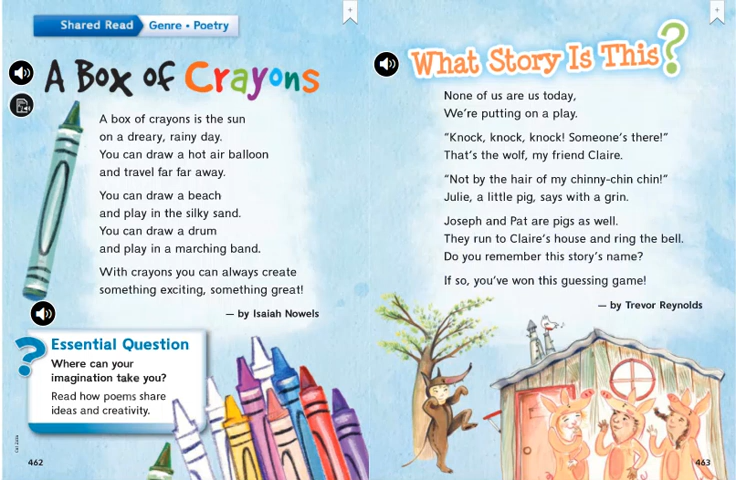 Shared Read Genre • Poetry
A Box of Crayons
A box of crayons is the sun
on a dreary, rainy day.
You can draw a hot air balloon
and travel far far away.
You can draw a beach
and play in the silky sand.
You can draw a drum
and play in a marching band.
With crayons you can always create
something exciting, something great!
— by Isaiah Nowels
Essential Question
Where can your
imagination take you?
Read how poems share
ideas and creativity.
462
What Story Is This?
None of us are us today,
We're putting on a play.
"Knock, knock, knock! Someone's there!"
That's the wolf, my friend Claire.
"Not by the hair of my chinny-chin chin!"
Julie, a little pig, says with a grin.
Joseph and Pat are pigs as well.
They run to Claire's house and ring the bell.
Do you remember this story's name?
If so, you've won this guessing game!
— by Trevor Reynolds
463